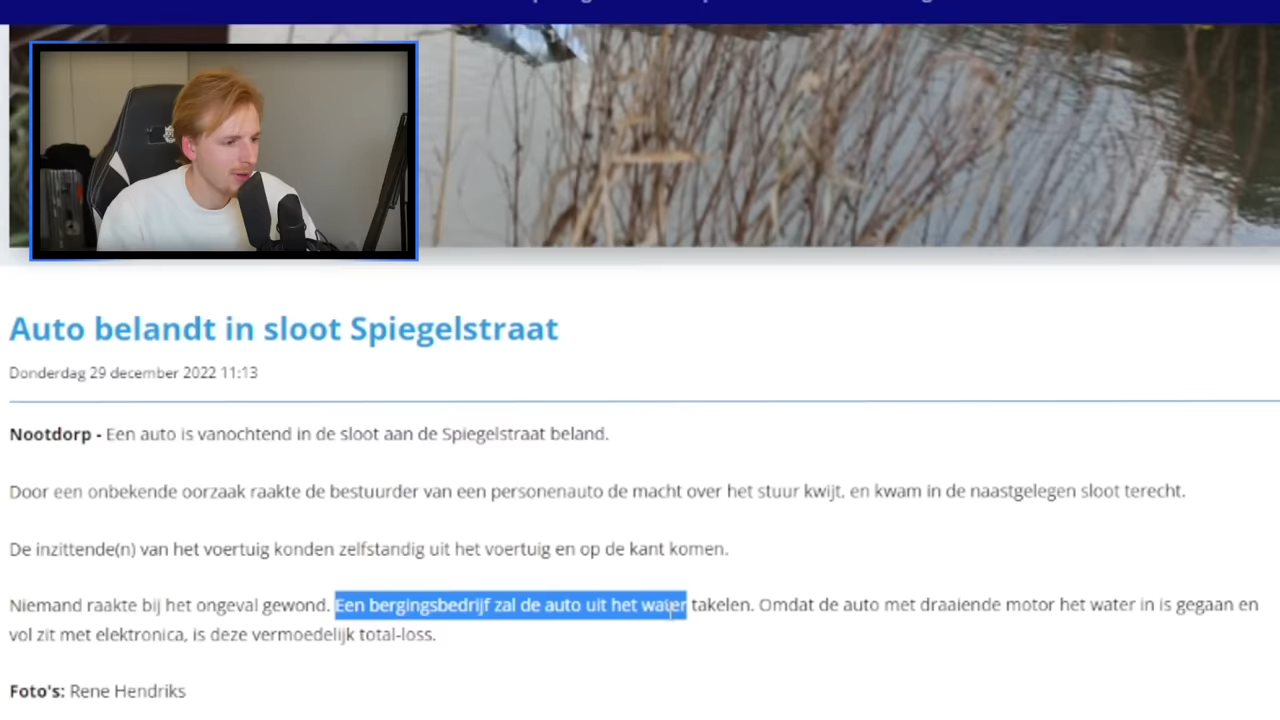 Auto belandt in sloot Spiegelstraat
Donderdag 29 december 2022 11:13
Nootdorp - Een auto is vanochtend in de sloot aan de Spiegelstraat beland.
Door een onbekende oorzaak raakte de bestuurder van een personenauto de macht over het stuur kwijt, en kwam in de naastgelegen sloot terecht.
De inzittende(n) van het voertuig konden zelfstandig uit het voertuig en op de kant komen.
Niemand raakte bij het ongeval gewond. Een bergingsbedrijf zal de auto uit het water takelen. Omdat de auto met draaiende motor het water in is gegaan en
vol zit met elektronica, is deze vermoedelijk total-loss.
Foto's: Rene Hendriks